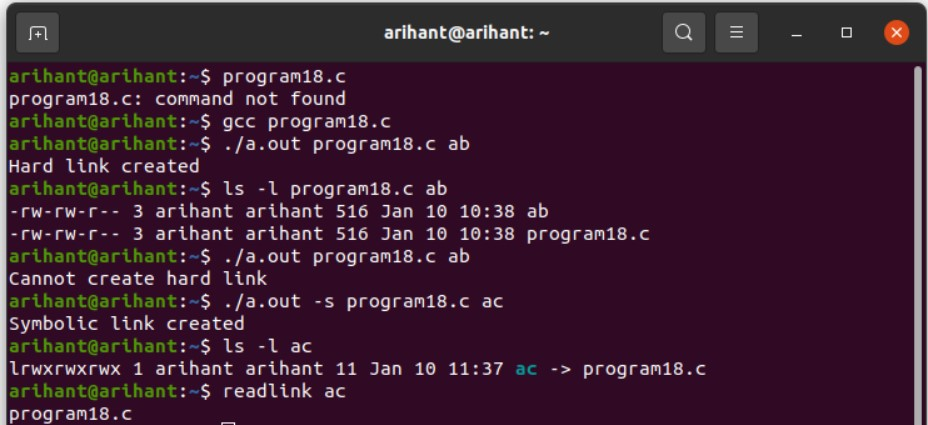 arihant@arihant: ~
arihant@arihant:~$ program18.c
program18.c: command not found
arihant@arihant:~$ gcc program18.c
arihant@arihant:~$ ./a.out program18.c ab
Hard link created
arihant@arihant:~$ ls -l program18.c ab
-rw-rw-r-- 3 arihant arihant 516 Jan 10 10:38 ab
-rw-rw-r-- 3 arihant arihant 516 Jan 10 10:38 program18.c
arihant@arihant:~$ ./a.out program18.c ab
Cannot create hard link
arihant@arihant:~$ ./a.out -s program18.c ac
Symbolic link created
arihant@arihant:~$ ls -l ac
lrwxrwxrwx 1 arihant arihant 11 Jan 10 11:37 ac -> program18.c
arihant@arihant:~$ readlink ac
program18.c